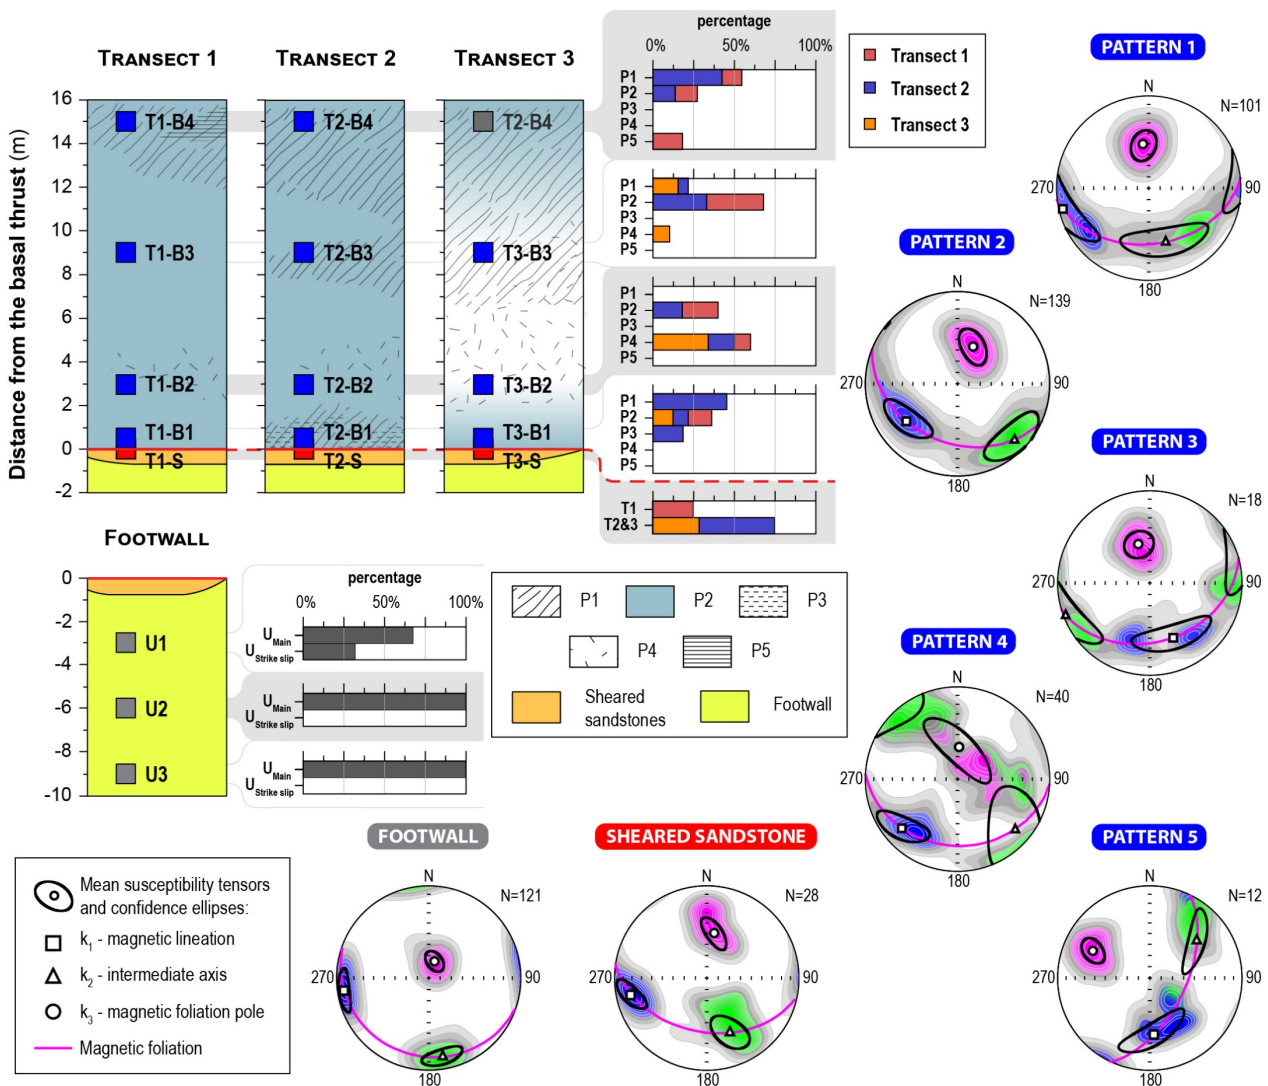 percentage
0% 50% 100%
TRANSECT 1
TRANSECT 2
TRANSECT 3
Distance from the basal thrust (m)
16
14
12
10
8
6
4
2
0
-2
T1-B4
T1-B3
T1-B2
T1-B1
T1-S
T2-B4
T2-B3
T2-B2
T2-B1
T2-S
T2-B4
T3-B3
T3-B2
T3-B1
T3-S
P1
P2
P3
P4
P5
P1
P2
P3
P4
P5
P1
P2
P3
P4
P5
P1
P2
P3
P4
P5
T1
T2&3
Transect 1
Transect 2
Transect 3
PATTERN 1
N
N=101
270
90
180
PATTERN 2
N
N=139
270
90
180
PATTERN 3
N
N=18
270
90
180
PATTERN 4
N
N=40
270
90
180
PATTERN 5
N
N=12
270
90
180
FOOTWALL
0
-2
-4
-6
-8
-10
U1
U2
U3
percentage
0% 50% 100%
UMain
UStrike slip
UMain
UStrike slip
UMain
UStrike slip
P1
P2
P3
P4
P5
Sheared
sandstones
Footwall
FOOTWALL
N
N=121
270
90
180
SHEARED SANDSTONE
N
N=28
270
90
180
Mean susceptibility tensors
and confidence ellipses:
k1 - magnetic lineation
k2 - intermediate axis
k3 - magnetic foliation pole
Magnetic foliation